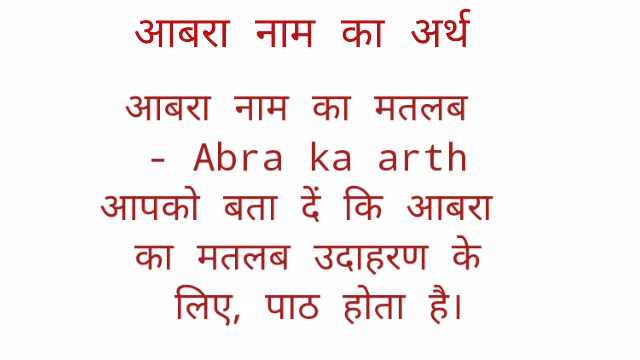 आबरा नाम का अर्थ
आबरा नाम का मतलब
- Abra ka arth
आपको बता दें कि आबरा
का मतलब उदाहरण के
लिए, पाठ होता है।